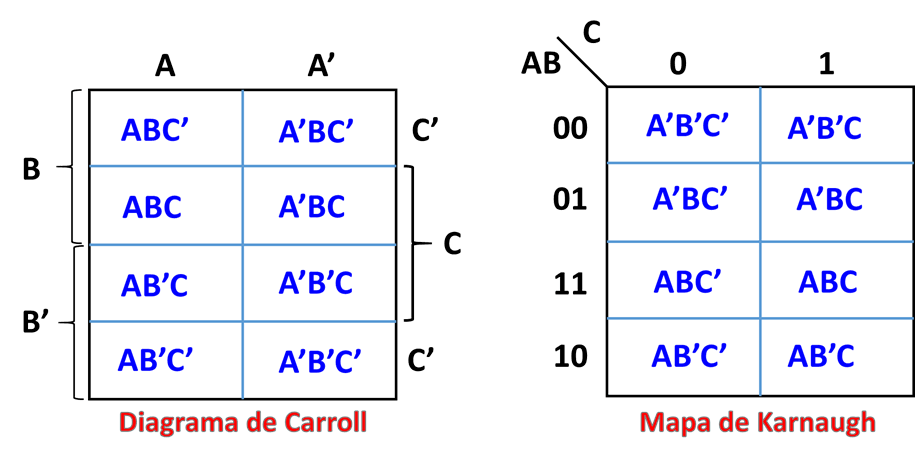 A A'
B
ABC' A'BC' C'
ABC A'BC
C
B'
AB'C A'B'C
AB'C' A'B'C' C'
Diagrama de Carroll
C
AB 0 1
00 A'B'C' A'B'C
01 A'BC' A'BC
11 ABC' ABC
10 AB'C' AB'C
Mapa de Karnaugh